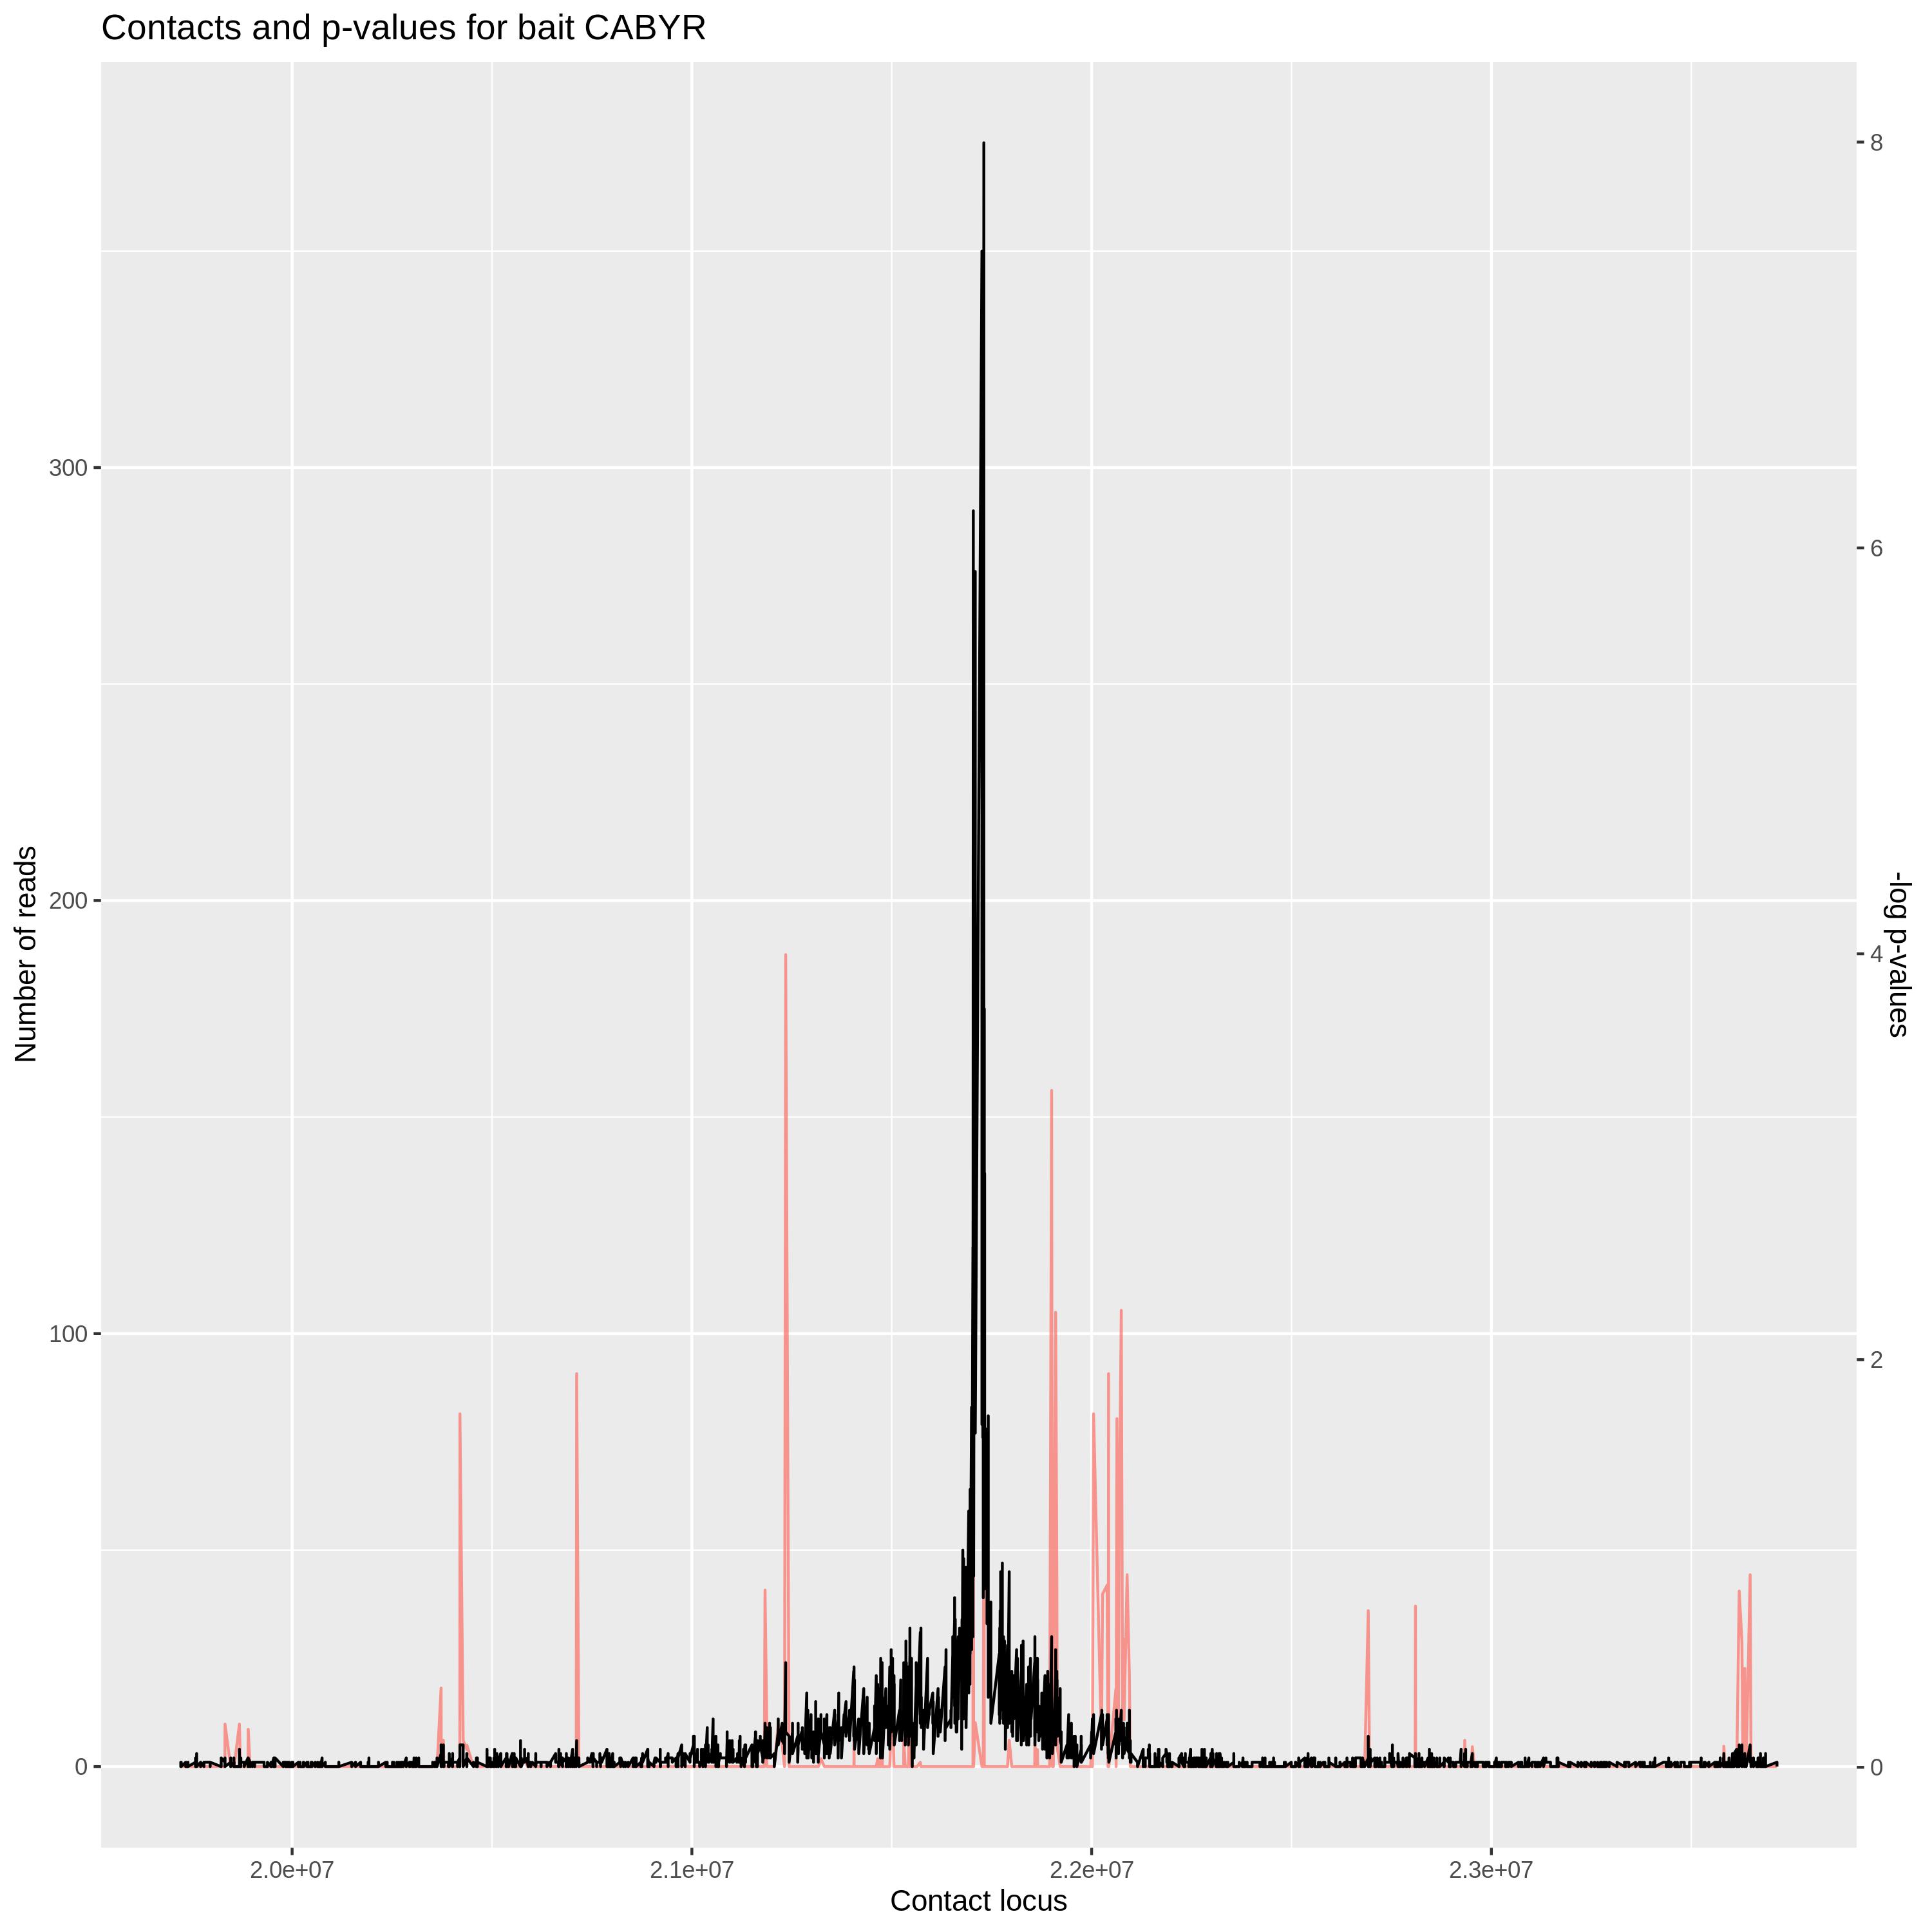 Contacts and p-values for bait CABYR
Number of reads
300
200
100
0
8
6
4
2
0
-log p-values
2.0e+07
2.1e+07
2.2e+07
2.3e+07
Contact locus